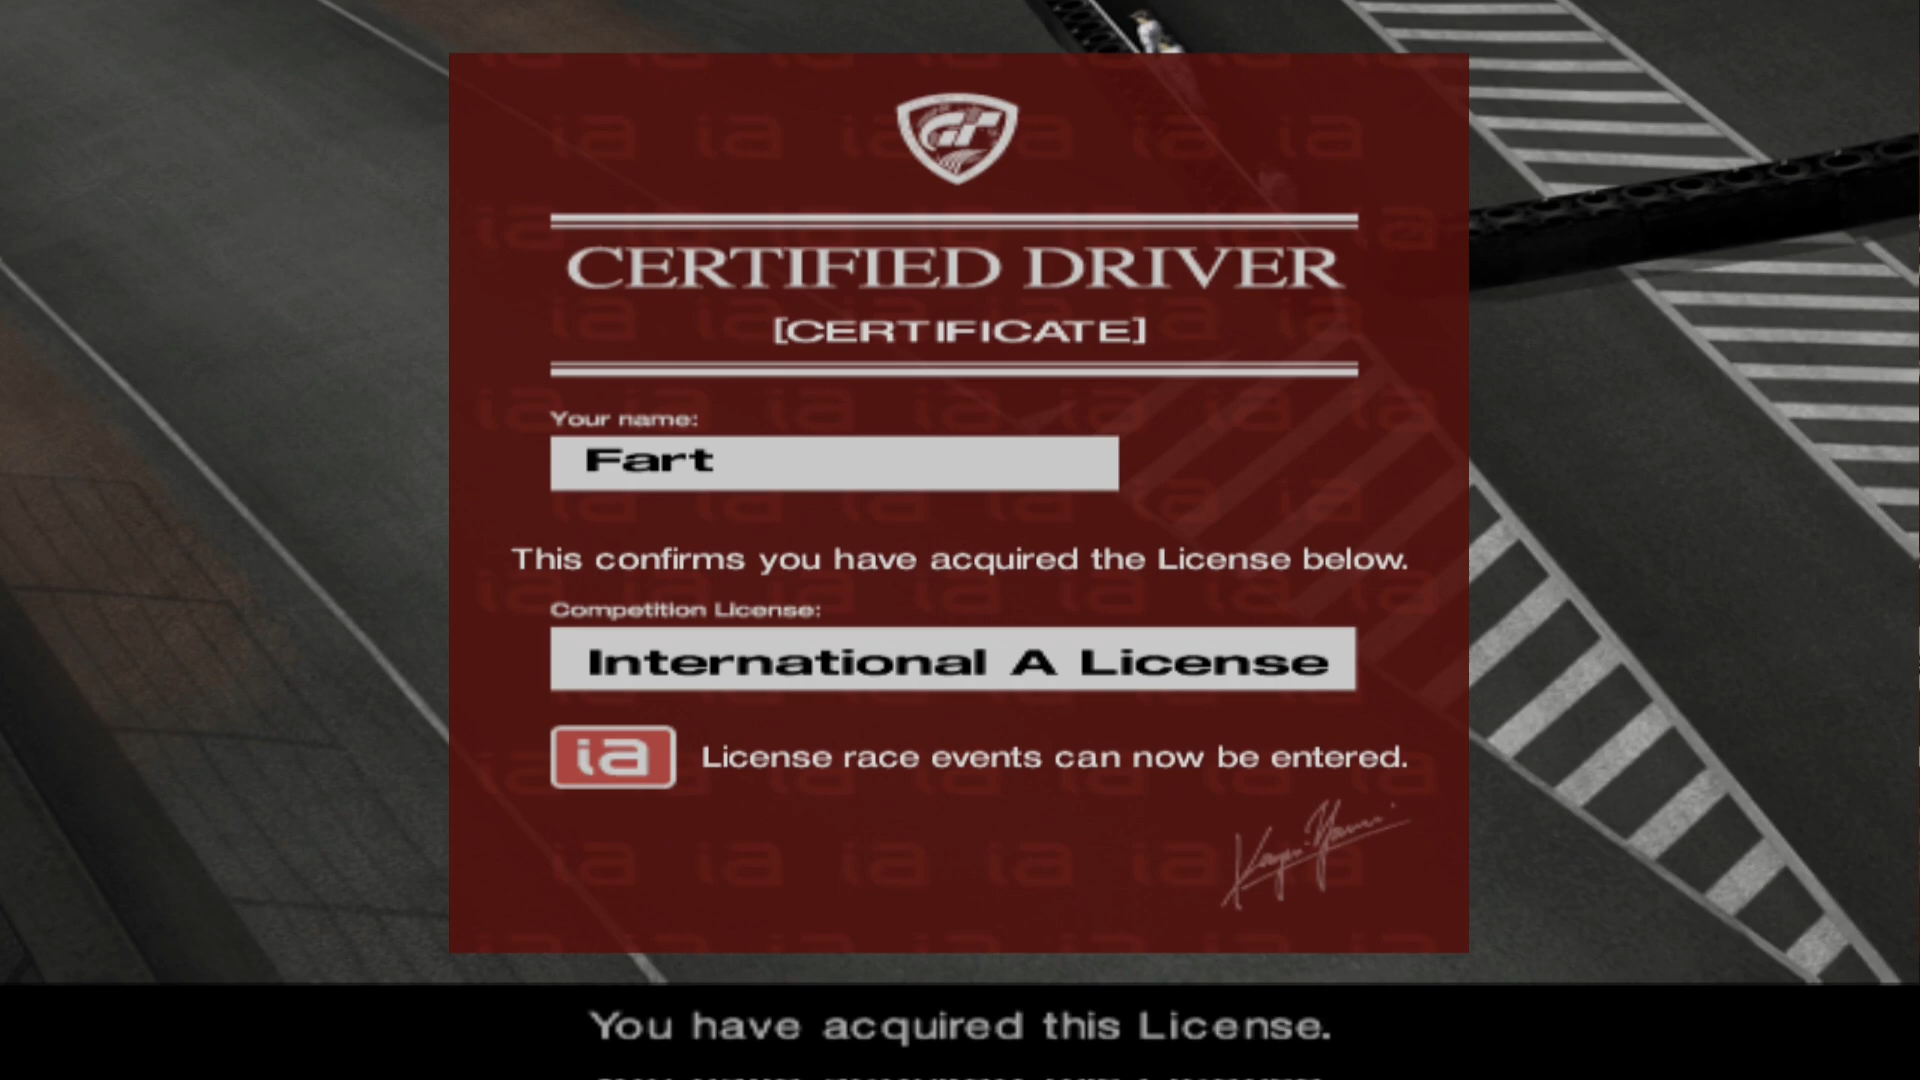 GT
CERTIFIED DRIVER
[CERTIFICATE]
Your name:
Fart
This confirms you have acquired the License below.
Competition License:
International A License
ia License race events can now be entered.
You have acquired this License.